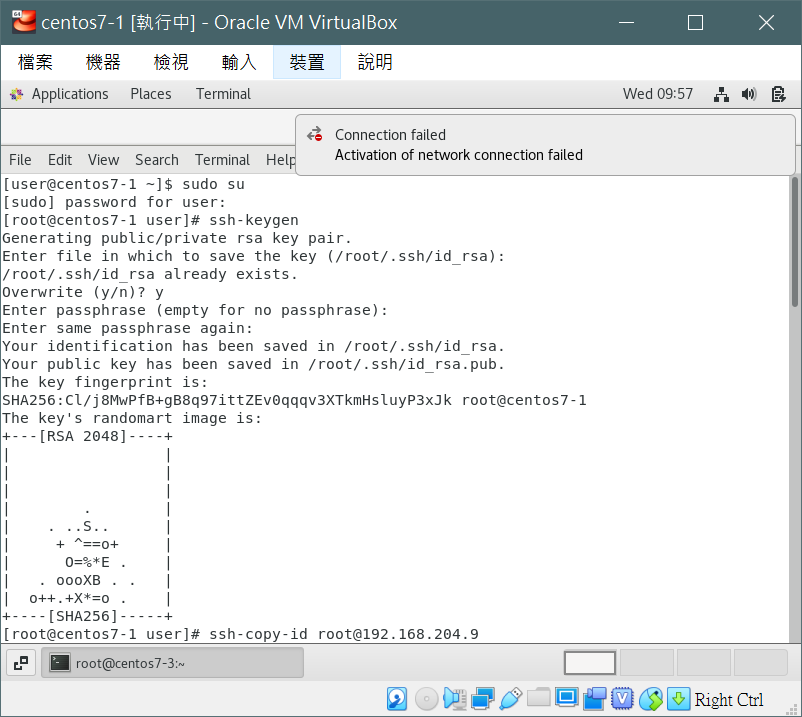 centos7-1 [執行中] - Oracle VM VirtualBox
檔案 機器 檢視 輸入 裝置 說明
Applications Places Terminal Wed 09:57
Connection failed
Activation of network connection failed
File Edit View Search Terminal Help
[user@centos7-1 ~]$ sudo su
[sudo] password for user:
[root@centos7-1 user]# ssh-keygen
Generating public/private rsa key pair.
Enter file in which to save the key (/root/.ssh/id_rsa):
/root/.ssh/id_rsa already exists.
Overwrite (y/n)? y
Enter passphrase (empty for no passphrase):
Enter same passphrase again:
Your identification has been saved in /root/.ssh/id_rsa.
Your public key has been saved in /root/.ssh/id_rsa.pub.
The key fingerprint is:
SHA256:Cl/j8MwPfB+gB8q97ittZEv0qqqv3XTkmHsluyP3xJk root@centos7-1
The key's randomart image is:
+---[RSA 2048]----+
|                 |
|                 |
|                 |
|        .        |
|    . ..S..      |
|     + ^==o+     |
|      O=%*E .    |
|   . oooXB . .   |
|  o++.+X*=o .    |
+----[SHA256]-----+
[root@centos7-1 user]# ssh-copy-id root@192.168.204.9
root@centos7-3:~
Right Ctrl